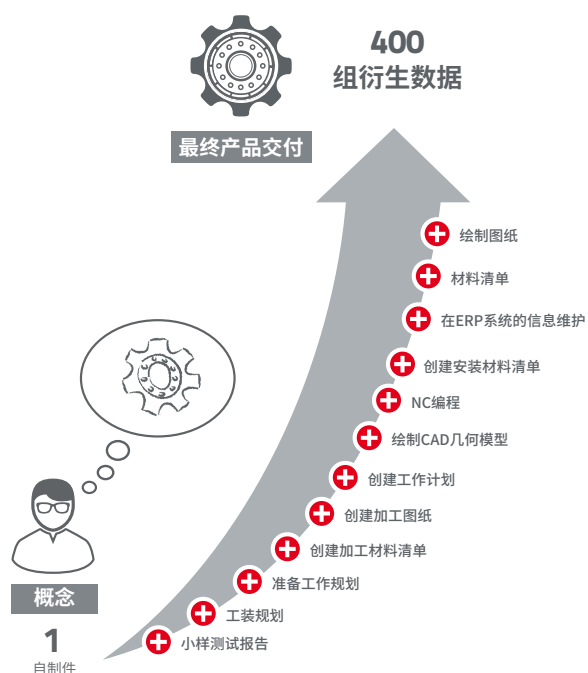 400
组衍生数据
最终产品交付
绘制图纸
材料清单
在ERP系统的信息维护
创建安装材料清单
NC编程
绘制CAD几何模型
创建工作计划
创建加工图纸
创建加工材料清单
准备工作规划
工装规划
小样测试报告
概念
1
自制件